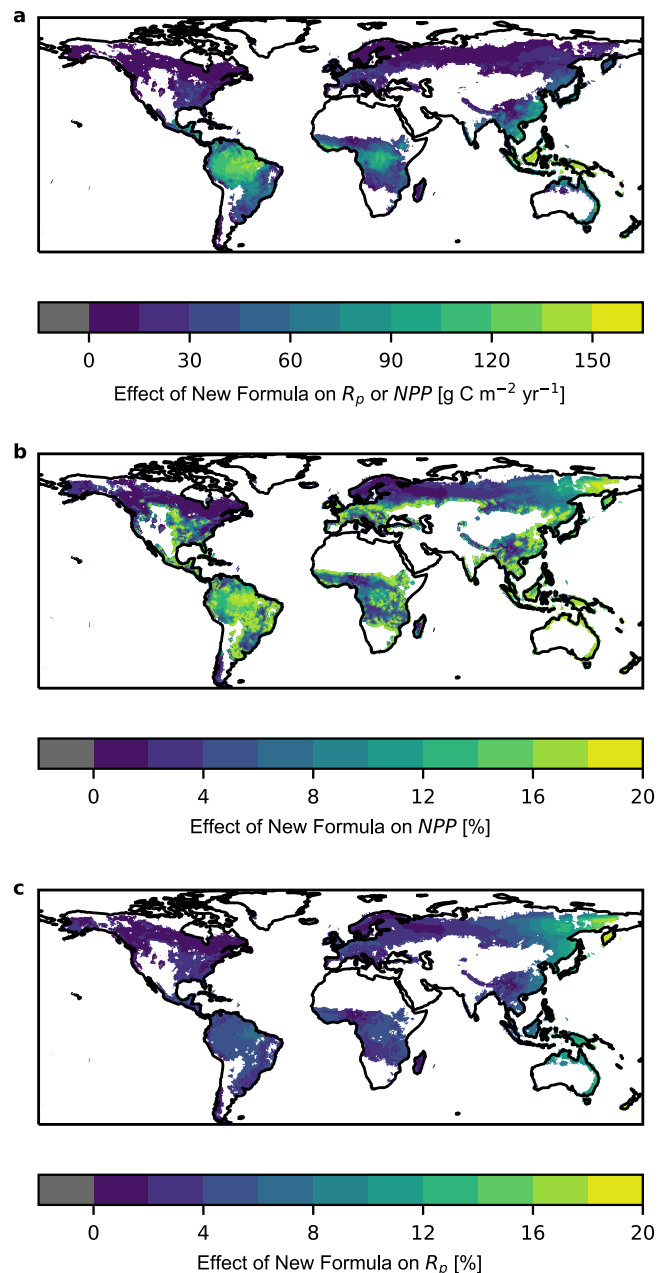 a
0 30 60 90 120 150
Effect of New Formula on Rp or NPP [g C m−2 yr−1]
b
0 4 8 12 16 20
Effect of New Formula on NPP [%]
c
0 4 8 12 16 20
Effect of New Formula on Rp [%]